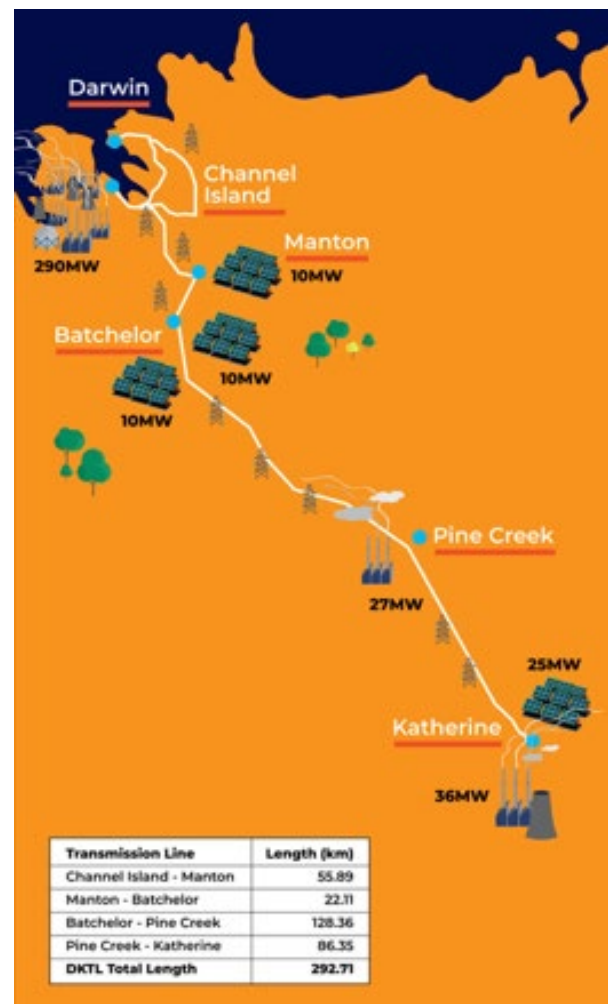 Darwin
Channel
Island
290MW
Manton
10MW
Batchelor
10MW
10MW
Pine Creek
27MW
25MW
Katherine
36MW
Transmission Line Length (km)
Channel Island - Manton 55.89
Manton - Batchelor 22.11
Batchelor - Pine Creek 128.36
Pine Creek - Katherine 86.35
DKTL Total Length 292.71